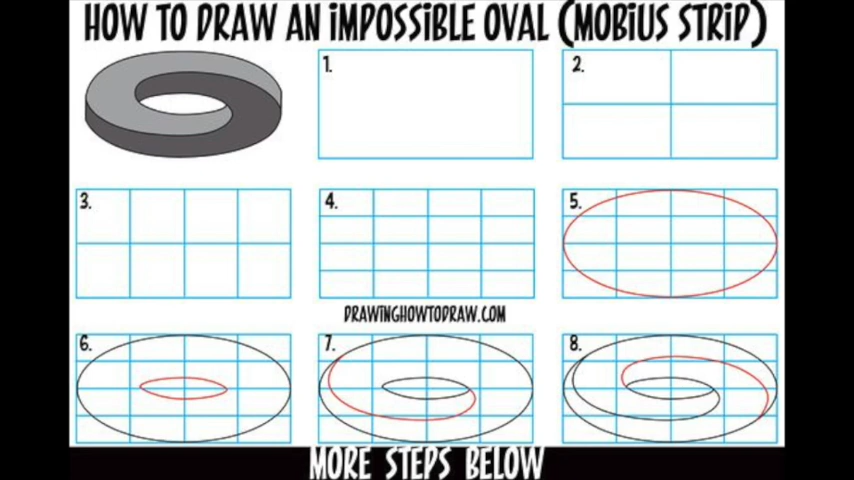 HOW TO DRAW AN iMPOSSiBLE OVAL (MOBiUS STRiP)
1.
2.
3.
4.
5.
DRAWINGHOWTODRAW.COM
6.
7.
8.
MORE STEPS BELOW